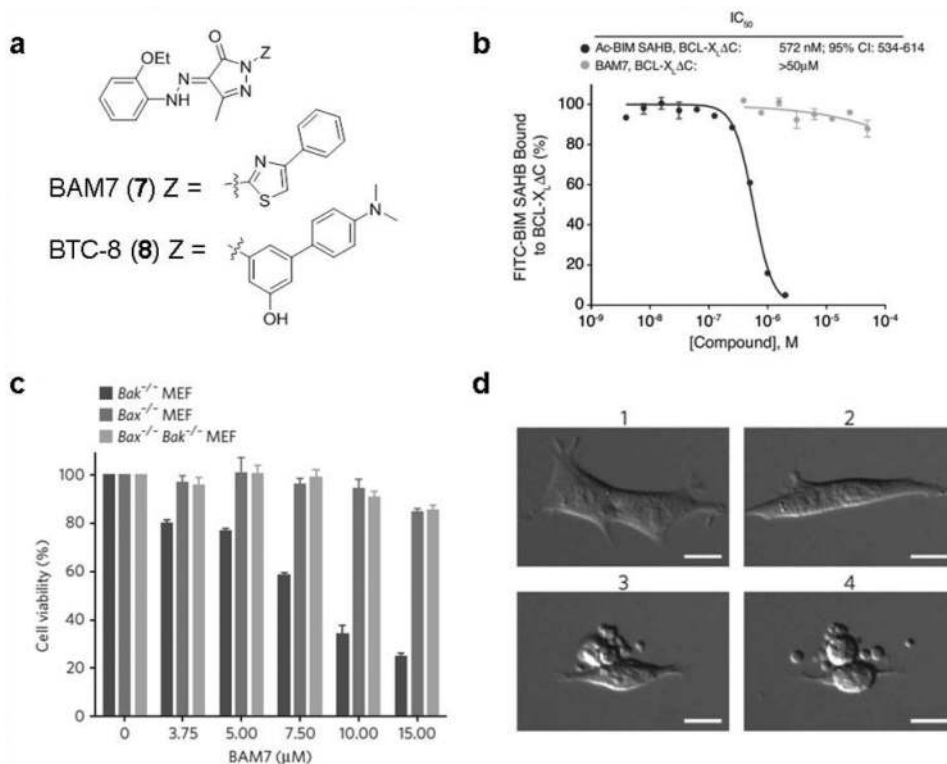 a
OEt
O
Z
N
N
N
NH
N
BAM7 (7) Z =
N
S
BTC-8 (8) Z =
N
OH
b
IC50
Ac-BIM SAHB, BCL-XLΔC: 572 nM; 95% CI: 534-614
BAM7, BCL-XLΔC: >50μM
FITC-BIM SAHB Bound
to BCL-XLΔC (%)
100
80
60
40
20
0
10-9 10-8 10-7 10-6 10-5 10-4
[Compound], M
c
Bak-/- MEF
Bax-/- MEF
Bax-/- Bak-/- MEF
Cell viability (%)
100
80
60
40
20
0
0 3.75 5.00 7.50 10.00 15.00
BAM7 (μM)
d
1 2
3 4